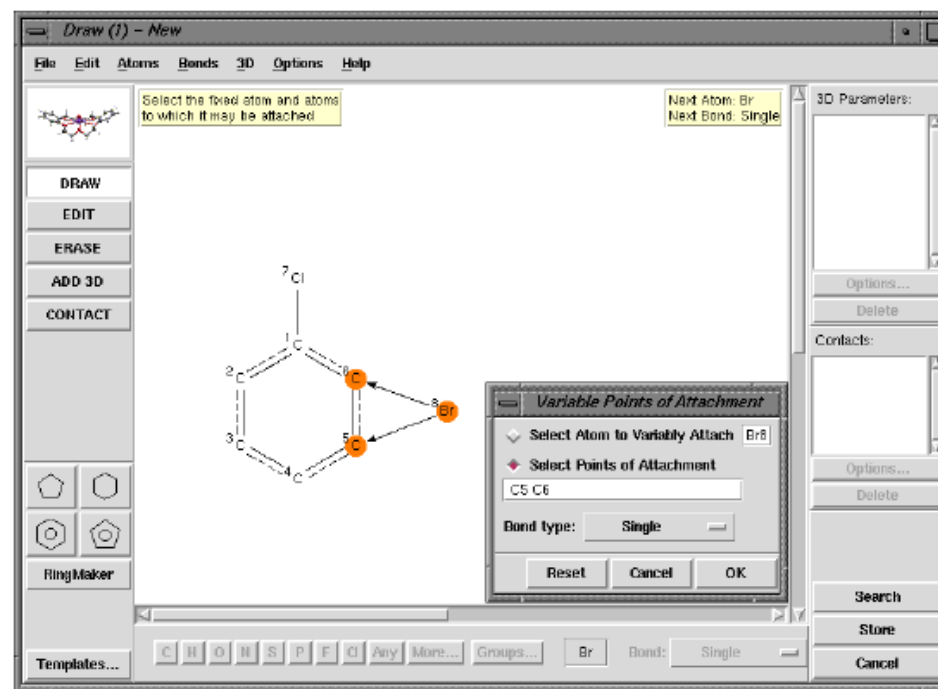 Draw (1) – New
File Edit Atoms Bonds 3D Options Help
Select the fixed atom and atoms
to which it may be attached
Next Atom: Br
Next Bond: Single
3D Parameters:
DRAW
EDIT
ERASE
ADD 3D
CONTACT
Options...
Delete
Contacts:
7 Cl
1 C
2 C
6 C
8 Br
3 C
5 C
4 C
Variable Points of Attachment
Select Atom to Variably Attach Br8
Select Points of Attachment
C5 C6
Bond type: Single
Reset Cancel OK
Options...
Delete
RingMaker
Search
Store
Cancel
Templates...
C H O N S P F Cl Any More... Groups... Br Bond: Single